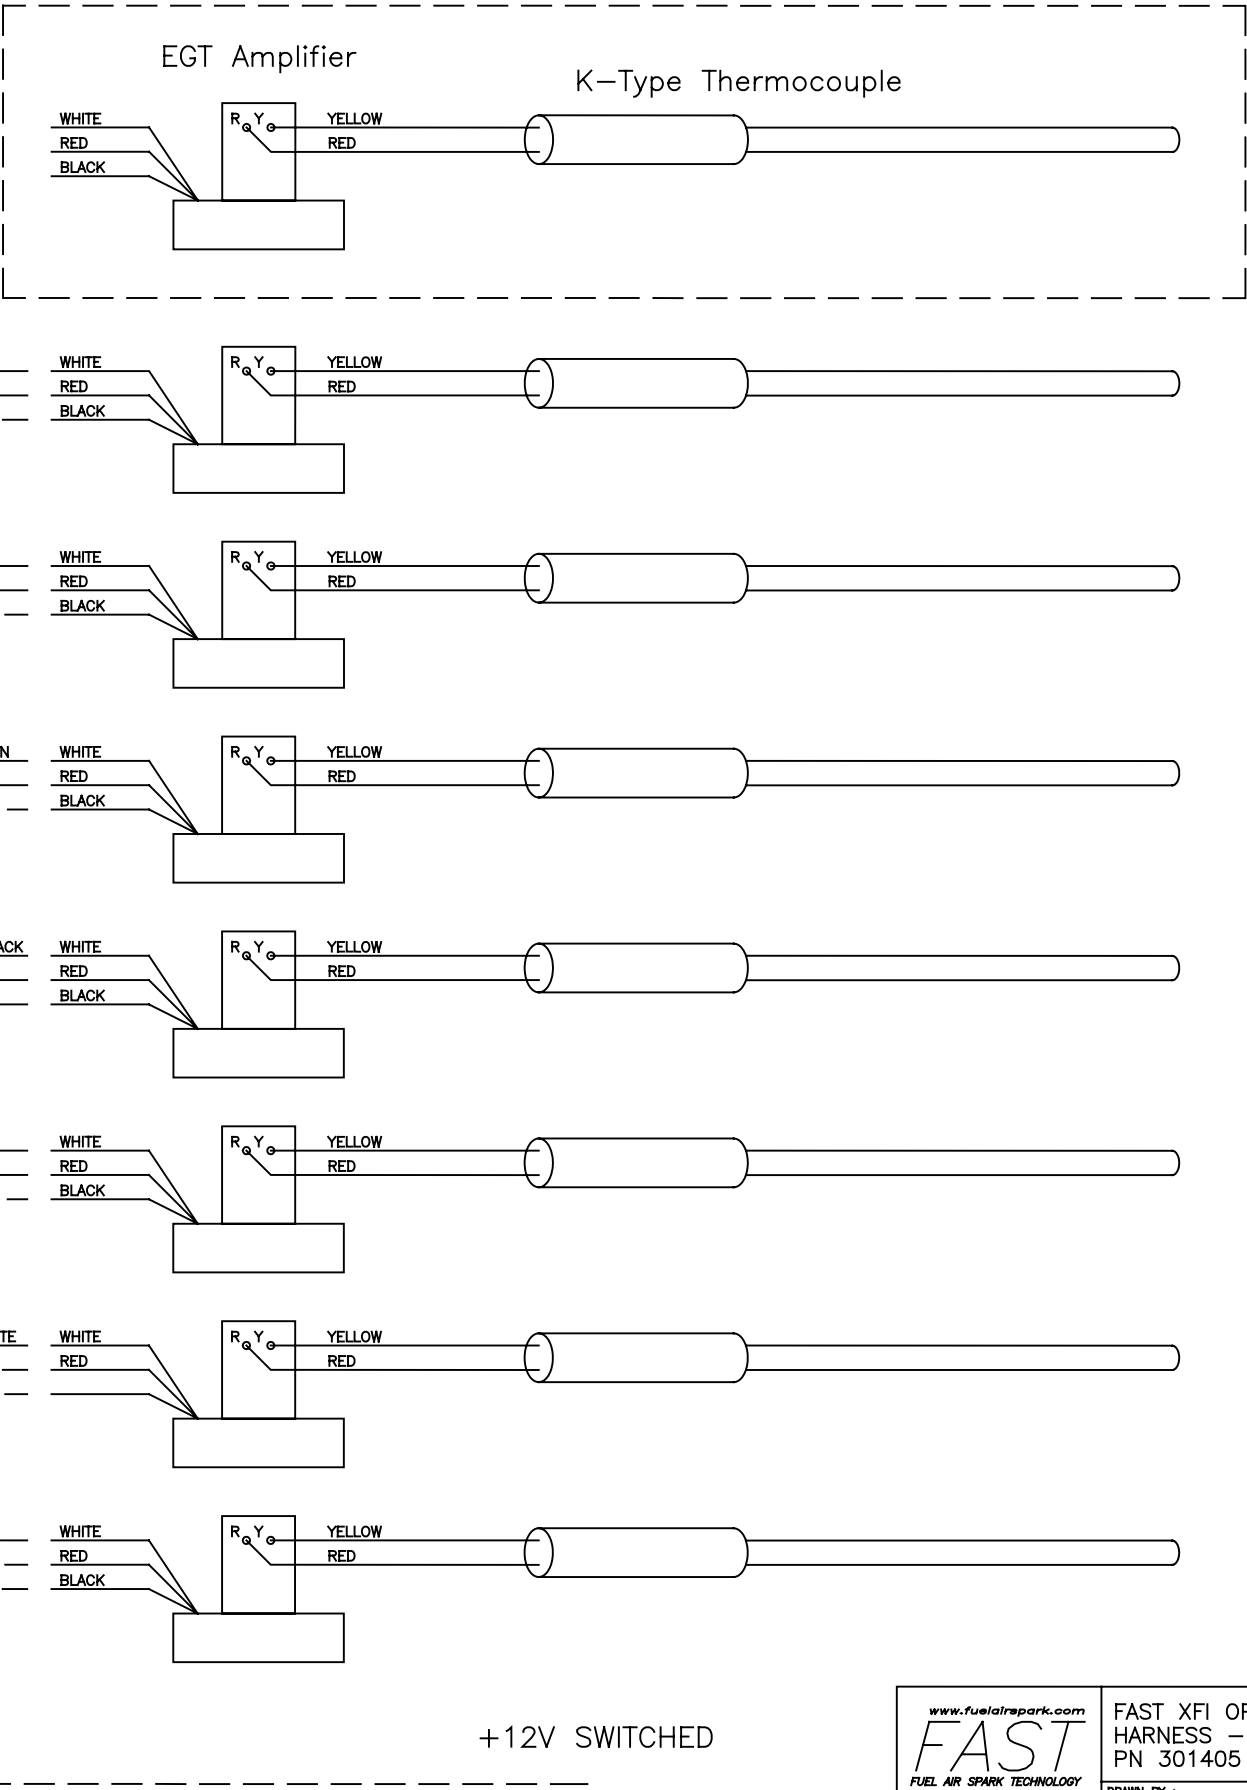 EGT Amplifier
K-Type Thermocouple
WHITE R Y YELLOW
RED RED
BLACK
WHITE R Y YELLOW
RED RED
BLACK
WHITE R Y YELLOW
RED RED
BLACK
N WHITE R Y YELLOW
RED RED
BLACK
ACK WHITE R Y YELLOW
RED RED
BLACK
WHITE R Y YELLOW
RED RED
BLACK
TE WHITE R Y YELLOW
RED RED
WHITE R Y YELLOW
RED RED
BLACK
+12V SWITCHED
www.fuelairspark.com
FAST
FUEL AIR SPARK TECHNOLOGY
FAST XFI OP
HARNESS -
PN 301405